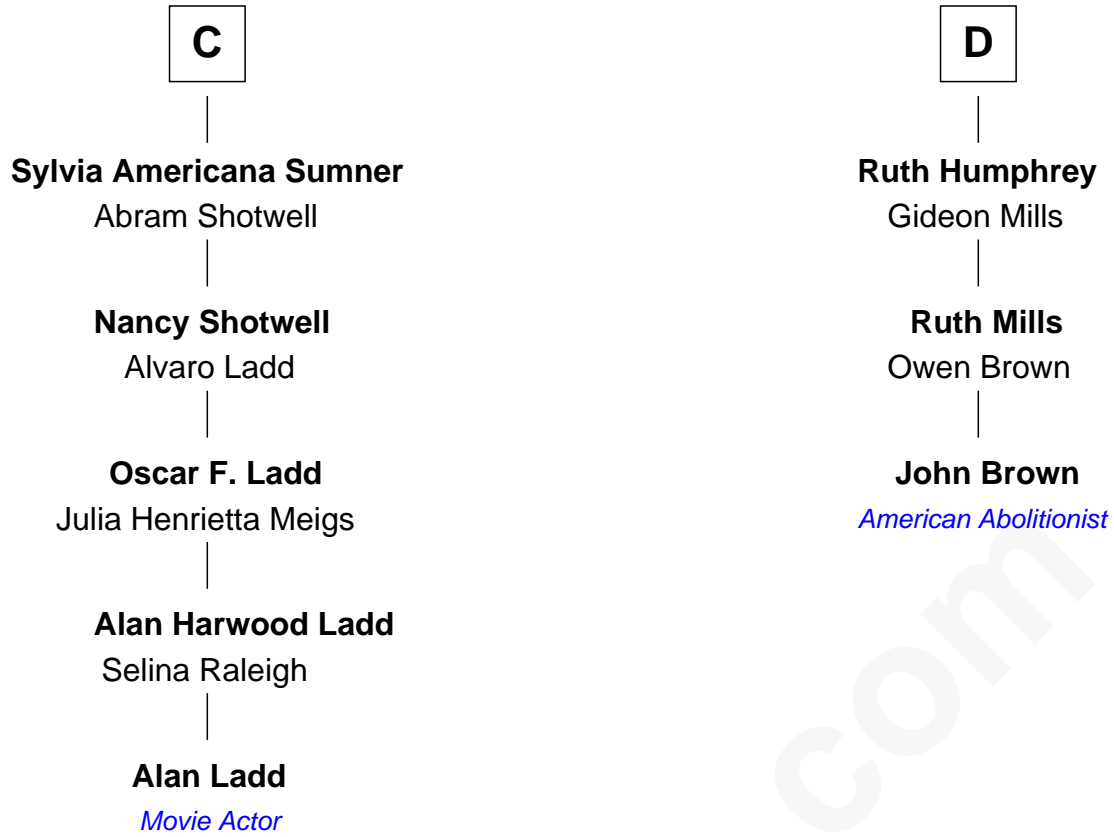 C
Sylvia Americana Sumner
Abram Shotwell
Nancy Shotwell
Alvaro Ladd
Oscar F. Ladd
Julia Henrietta Meigs
Alan Harwood Ladd
Selina Raleigh
Alan Ladd
Movie Actor
D
Ruth Humphrey
Gideon Mills
Ruth Mills
Owen Brown
John Brown
American Abolitionist
com